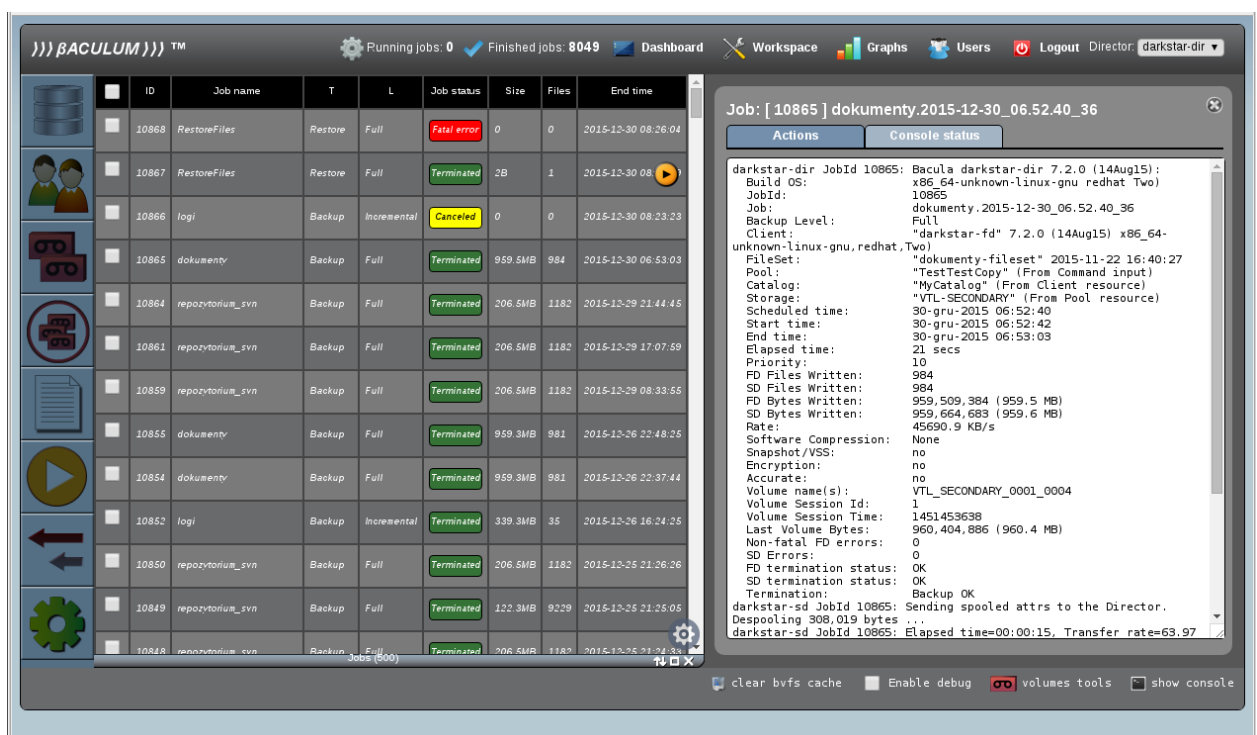 ))) βACULUM ))) ™ Running jobs: 0 Finished jobs: 8049 Dashboard Workspace Graphs Users Logout Director: darkstar-dir
ID Job name T L Job status Size Files End time
10868 RestoreFiles Restore Full Fatal error 0 0 2015-12-30 08:26:04
10867 RestoreFiles Restore Full Terminated 2B 1 2015-12-30 08:
10866 logi Backup Incremental Canceled 0 0 2015-12-30 08:23:23
10865 dokumenty Backup Full Terminated 959.5MB 984 2015-12-30 06:53:03
10864 repozytorium_svn Backup Full Terminated 206.5MB 1182 2015-12-29 21:44:45
10861 repozytorium_svn Backup Full Terminated 206.5MB 1182 2015-12-29 17:07:59
10859 repozytorium_svn Backup Full Terminated 206.5MB 1182 2015-12-29 08:33:55
10855 dokumenty Backup Full Terminated 959.3MB 981 2015-12-26 22:48:25
10854 dokumenty Backup Full Terminated 959.3MB 981 2015-12-26 22:37:44
10852 logi Backup Incremental Terminated 339.3MB 35 2015-12-26 16:24:25
10850 repozytorium_svn Backup Full Terminated 206.5MB 1182 2015-12-25 21:26:26
10849 repozytorium_svn Backup Full Terminated 122.3MB 9229 2015-12-25 21:25:05
10848 repozytorium_svn Backup Full Terminated 206.5MB 1182 2015-12-25 21:24:33
Jobs (500)
Job: [ 10865 ] dokumenty.2015-12-30_06.52.40_36
Actions Console status
darkstar-dir JobId 10865: Bacula darkstar-dir 7.2.0 (14Aug15):
Build OS: x86_64-unknown-linux-gnu redhat Two)
JobId: 10865
Job: dokumenty.2015-12-30_06.52.40_36
Backup Level: Full
Client: "darkstar-fd" 7.2.0 (14Aug15) x86_64-
unknown-linux-gnu,redhat,Two)
FileSet: "dokumenty-fileset" 2015-11-22 16:40:27
Pool: "TestTestCopy" (From Command input)
Catalog: "MyCatalog" (From Client resource)
Storage: "VTL-SECONDARY" (From Pool resource)
Scheduled time: 30-gru-2015 06:52:40
Start time: 30-gru-2015 06:52:42
End time: 30-gru-2015 06:53:03
Elapsed time: 21 secs
Priority: 10
FD Files Written: 984
SD Files Written: 984
FD Bytes Written: 959,509,384 (959.5 MB)
SD Bytes Written: 959,664,683 (959.6 MB)
Rate: 45690.9 KB/s
Software Compression: None
Snapshot/VSS: no
Encryption: no
Accurate: no
Volume name(s): VTL_SECONDARY_0001_0004
Volume Session Id: 1
Volume Session Time: 1451453638
Last Volume Bytes: 960,404,886 (960.4 MB)
Non-fatal FD errors: 0
SD Errors: 0
FD termination status: OK
SD termination status: OK
Termination: Backup OK
darkstar-sd JobId 10865: Sending spooled attrs to the Director.
Despooling 308,019 bytes ...
darkstar-sd JobId 10865: Elapsed time=00:00:15, Transfer rate=63.97
clear bvfs cache Enable debug volumes tools show console